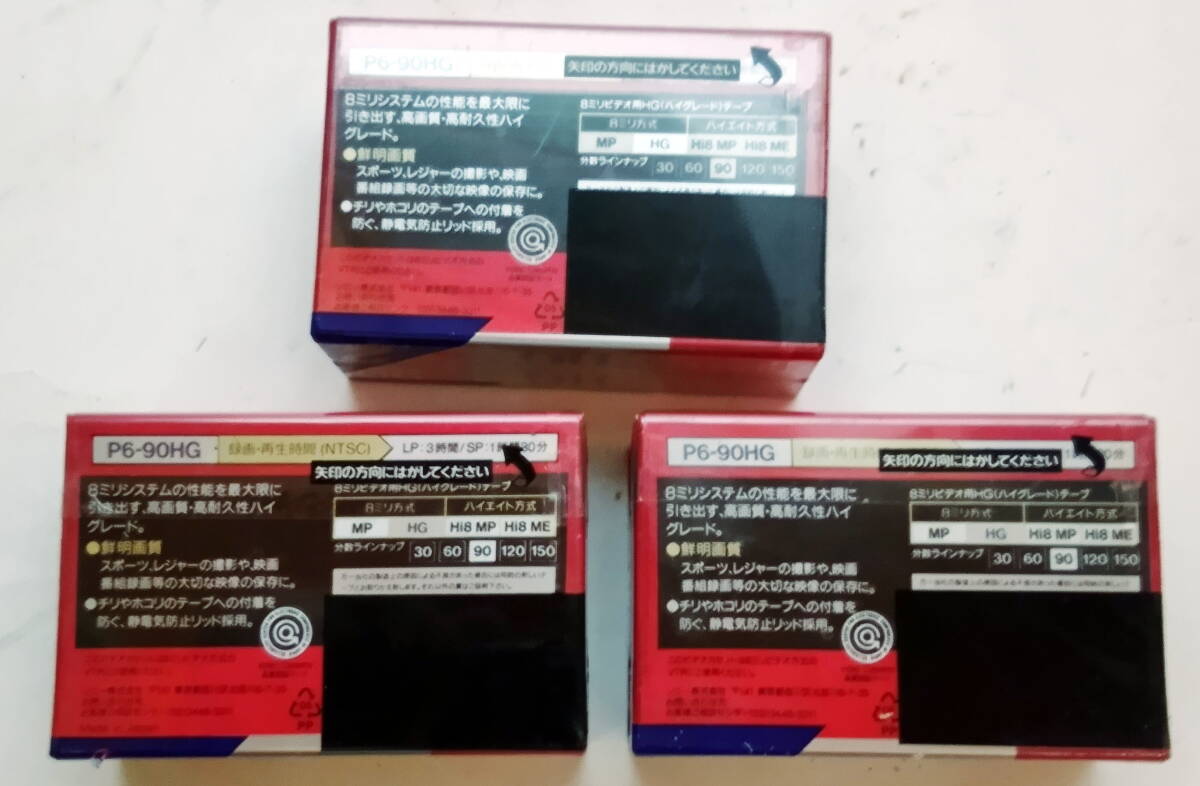 P6-90HG
矢印の方向にはがしてください
8ミリシステムの性能を最大限に
引き出す、高画質・高耐久性ハイ
グレード。
●鮮明画質
スポーツ、レジャーの撮影や、映画
番組録画等の大切な映像の保存に。
●チリやホコリのテープへの付着を
防ぐ、静電気防止リッド採用。
8ミリビデオ用HG(ハイグレード)テープ
8ミリ方式 ハイエイト方式
MP HG Hi8 MP Hi8 ME
分数ラインナップ 30 60 90 120 150
05
PP
P6-90HG 録画・再生時間(NTSC) LP:3時間/SP:1時間30分
矢印の方向にはがしてください
8ミリシステムの性能を最大限に
引き出す、高画質・高耐久性ハイ
グレード。
●鮮明画質
スポーツ、レジャーの撮影や、映画
番組録画等の大切な映像の保存に。
●チリやホコリのテープへの付着を
防ぐ、静電気防止リッド採用。
8ミリビデオ用HG(ハイグレード)テープ
8ミリ方式 ハイエイト方式
MP HG Hi8 MP Hi8 ME
分数ラインナップ 30 60 90 120 150
05
PP
P6-90HG 録画・再生時
矢印の方向にはがしてください
8ミリシステムの性能を最大限に
引き出す、高画質・高耐久性ハイ
グレード。
●鮮明画質
スポーツ、レジャーの撮影や、映画
番組録画等の大切な映像の保存に。
●チリやホコリのテープへの付着を
防ぐ、静電気防止リッド採用。
8ミリビデオ用HG(ハイグレード)テープ
8ミリ方式 ハイエイト方式
MP HG Hi8 MP Hi8 ME
分数ラインナップ 30 60 90 120 150